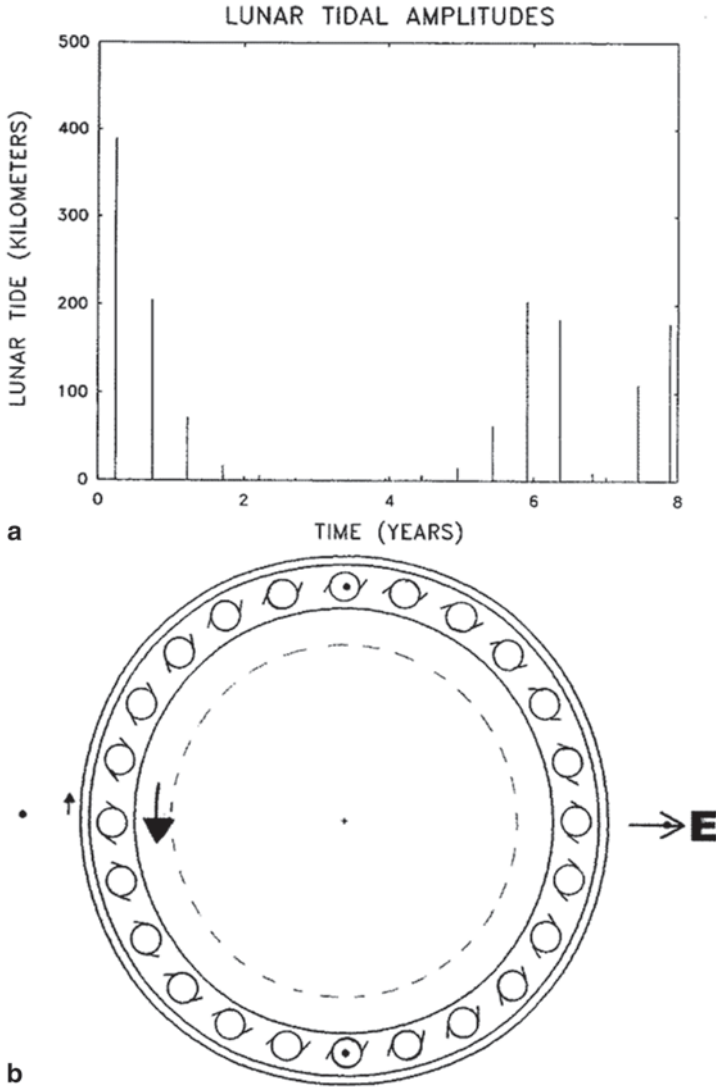 LUNAR TIDAL AMPLITUDES
LUNAR TIDE (KILOMETERS)
500
400
300
200
100
0
0 2 4 6 8
TIME (YEARS)
a
E
b